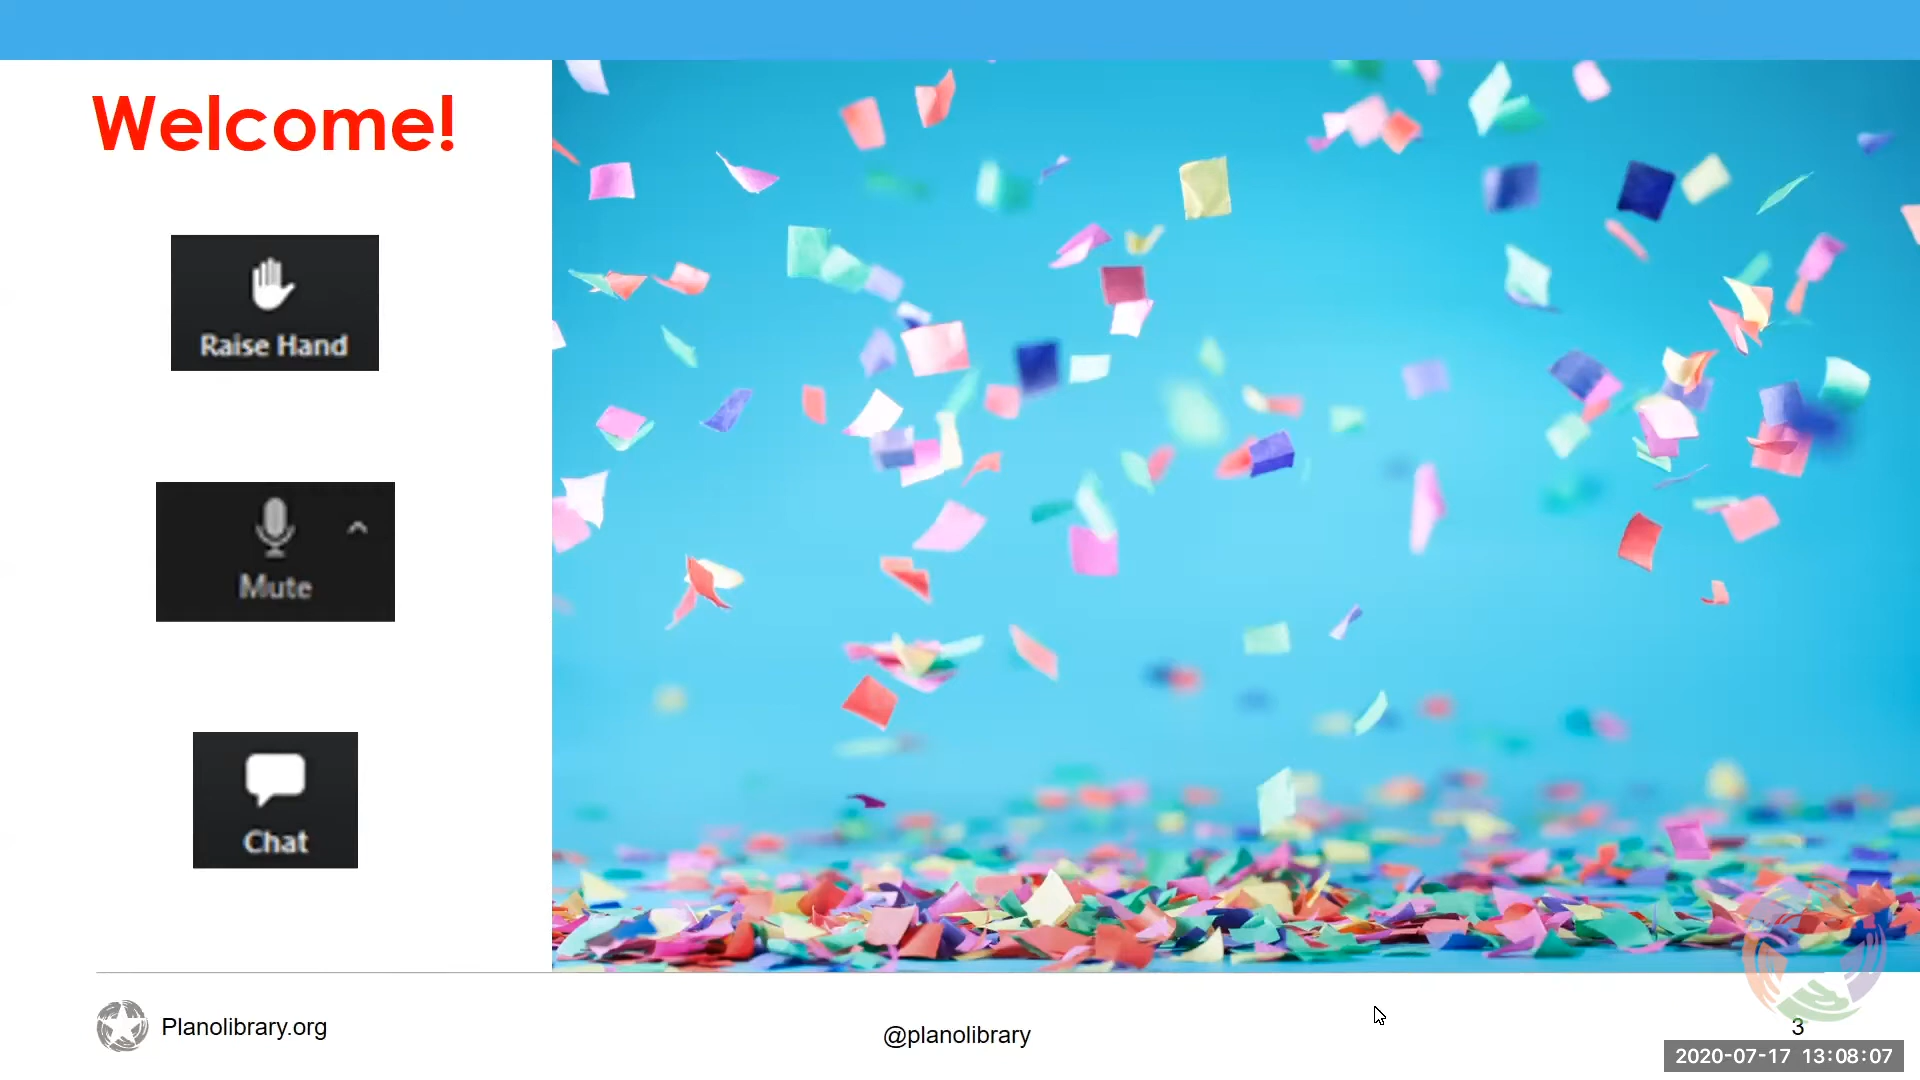 Welcome!
Raise Hand
Mute
Chat
Planolibrary.org
@planolibrary
3
2020-07-17 13:08:07